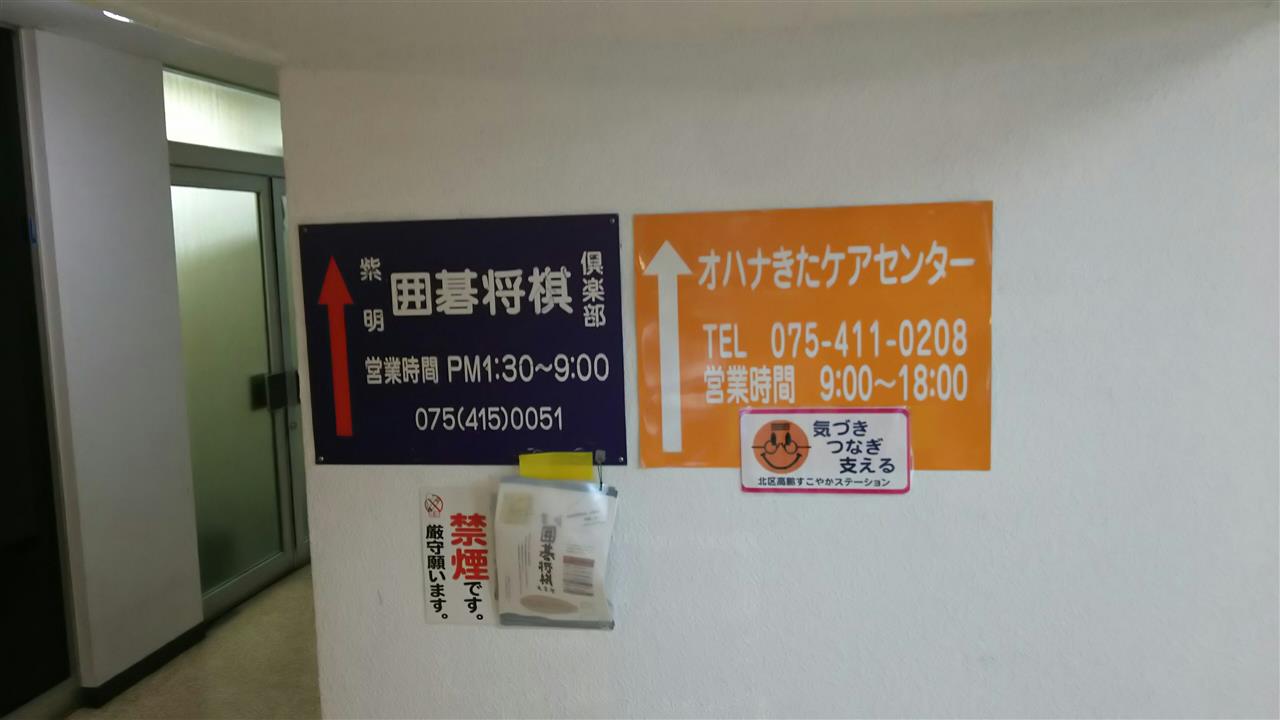 紫明
囲碁将棋
倶楽部
営業時間 PM1:30～9:00
075(415)0051
オハナきたケアセンター
TEL 075-411-0208
営業時間 9:00～18:00
気づき
つなぎ
支える
北区高齢すこやかステーション
禁煙です。
厳守願います。
囲碁将棋